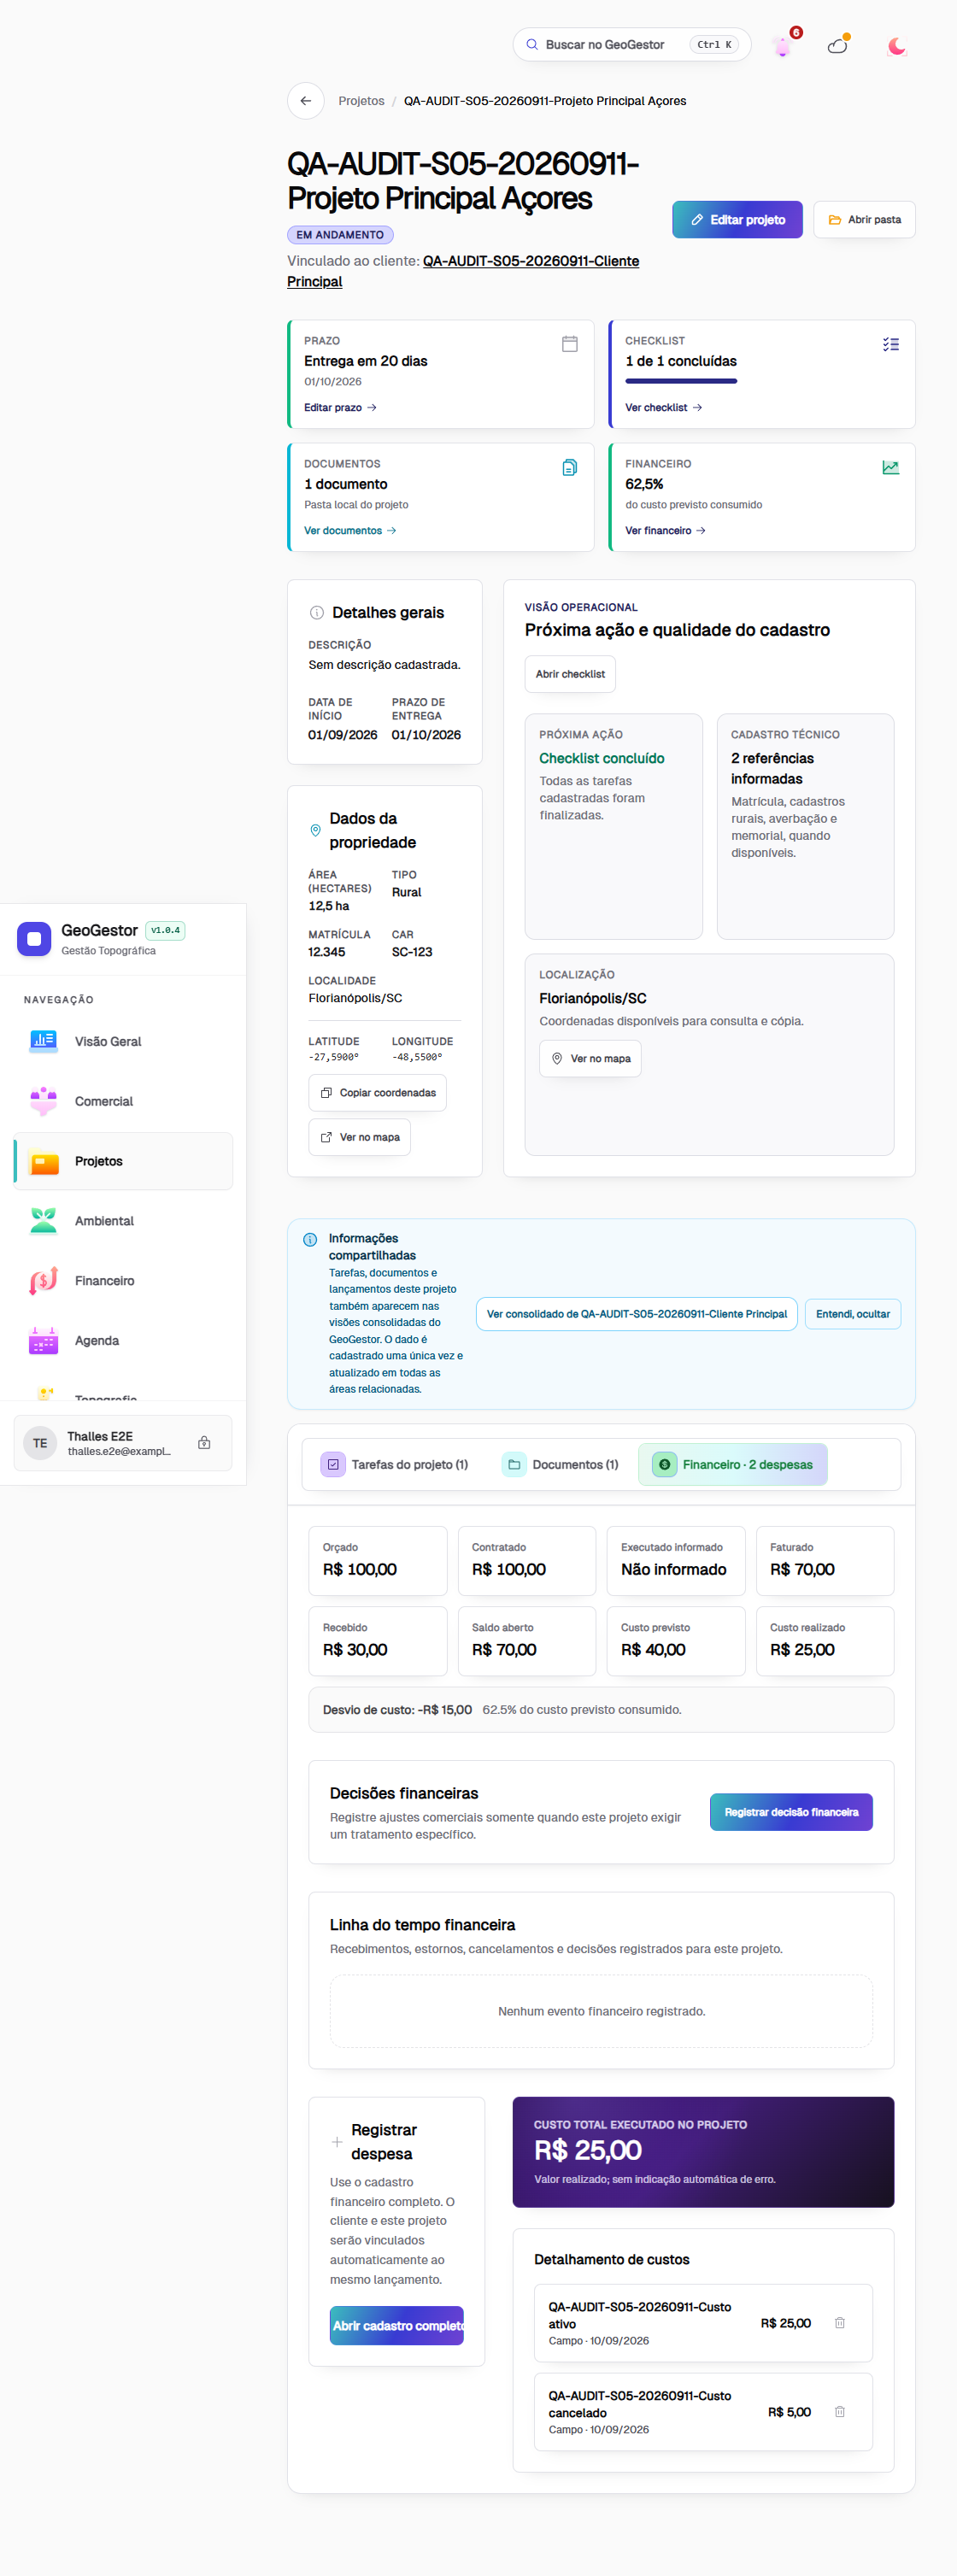 Buscar no GeoGestor
Ctrl K
6
Projetos / QA-AUDIT-S05-20260911-Projeto Principal Açores
QA-AUDIT-S05-20260911-
Projeto Principal Açores
EM ANDAMENTO
Vinculado ao cliente: QA-AUDIT-S05-20260911-Cliente
Principal
Editar projeto
Abrir pasta
PRAZO
Entrega em 20 dias
01/10/2026
Editar prazo →
CHECKLIST
1 de 1 concluídas
Ver checklist →
DOCUMENTOS
1 documento
Pasta local do projeto
Ver documentos →
FINANCEIRO
62,5%
do custo previsto consumido
Ver financeiro →
Detalhes gerais
DESCRIÇÃO
Sem descrição cadastrada.
DATA DE
INÍCIO
01/09/2026
PRAZO DE
ENTREGA
01/10/2026
Dados da
propriedade
ÁREA
(HECTARES)
12,5 ha
TIPO
Rural
MATRÍCULA
12.345
CAR
SC-123
LOCALIDADE
Florianópolis/SC
LATITUDE
-27,5900°
LONGITUDE
-48,5500°
Copiar coordenadas
Ver no mapa
VISÃO OPERACIONAL
Próxima ação e qualidade do cadastro
Abrir checklist
PRÓXIMA AÇÃO
Checklist concluído
Todas as tarefas
cadastradas foram
finalizadas.
CADASTRO TÉCNICO
2 referências
informadas
Matrícula, cadastros
rurais, averbação e
memorial, quando
disponíveis.
LOCALIZAÇÃO
Florianópolis/SC
Coordenadas disponíveis para consulta e cópia.
Ver no mapa
GeoGestor
v1.0.4
Gestão Topográfica
NAVEGAÇÃO
Visão Geral
Comercial
Projetos
Ambiental
Financeiro
Agenda
Topografia
TE
Thalles E2E
thalles.e2e@exampl...
Informações
compartilhadas
Tarefas, documentos e
lançamentos deste projeto
também aparecem nas
visões consolidadas do
GeoGestor. O dado é
cadastrado uma única vez e
atualizado em todas as
áreas relacionadas.
Ver consolidado de QA-AUDIT-S05-20260911-Cliente Principal
Entendi, ocultar
Tarefas do projeto (1)
Documentos (1)
Financeiro · 2 despesas
Orçado
R$ 100,00
Contratado
R$ 100,00
Executado informado
Não informado
Faturado
R$ 70,00
Recebido
R$ 30,00
Saldo aberto
R$ 70,00
Custo previsto
R$ 40,00
Custo realizado
R$ 25,00
Desvio de custo: -R$ 15,00 62.5% do custo previsto consumido.
Decisões financeiras
Registre ajustes comerciais somente quando este projeto exigir
um tratamento específico.
Registrar decisão financeira
Linha do tempo financeira
Recebimentos, estornos, cancelamentos e decisões registrados para este projeto.
Nenhum evento financeiro registrado.
Registrar
despesa
Use o cadastro
financeiro completo. O
cliente e este projeto
serão vinculados
automaticamente ao
mesmo lançamento.
Abrir cadastro completo
CUSTO TOTAL EXECUTADO NO PROJETO
R$ 25,00
Valor realizado; sem indicação automática de erro.
Detalhamento de custos
QA-AUDIT-S05-20260911-Custo
ativo
Campo · 10/09/2026
R$ 25,00
QA-AUDIT-S05-20260911-Custo
cancelado
Campo · 10/09/2026
R$ 5,00